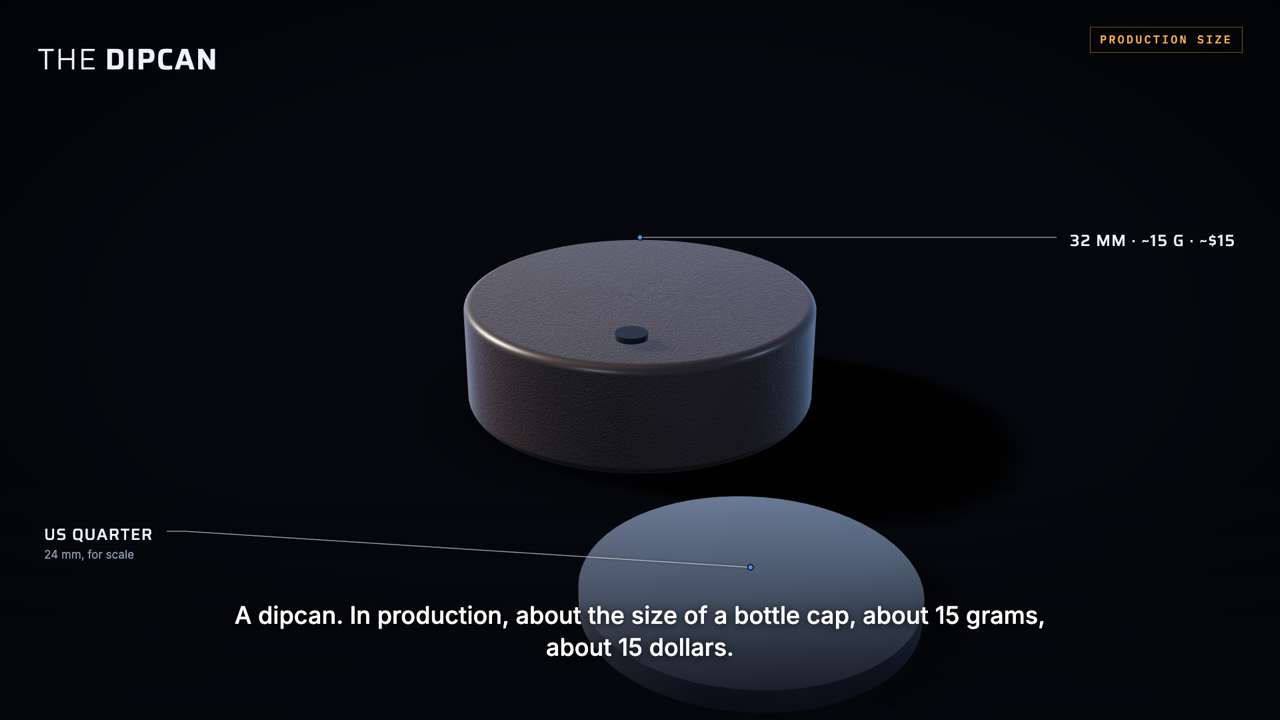 THE DIPCAN
PRODUCTION SIZE
32 MM · ~15 G · ~$15
US QUARTER
24 mm, for scale
A dipcan. In production, about the size of a bottle cap, about 15 grams,
about 15 dollars.